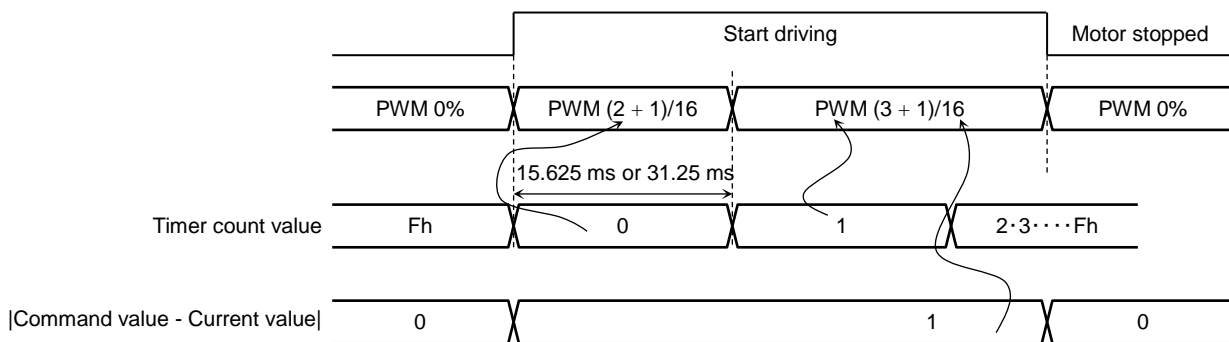 Start driving
Motor stopped
PWM 0%
PWM (2 + 1)/16
PWM (3 + 1)/16
PWM 0%
15.625 ms or 31.25 ms
Timer count value
Fh
0
1
2·3····Fh
|Command value - Current value|
0
1
0